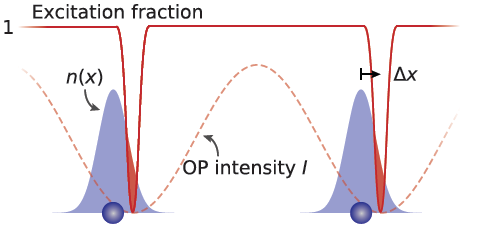 Excitation fraction
1
n(x)
Δx
OP intensity I